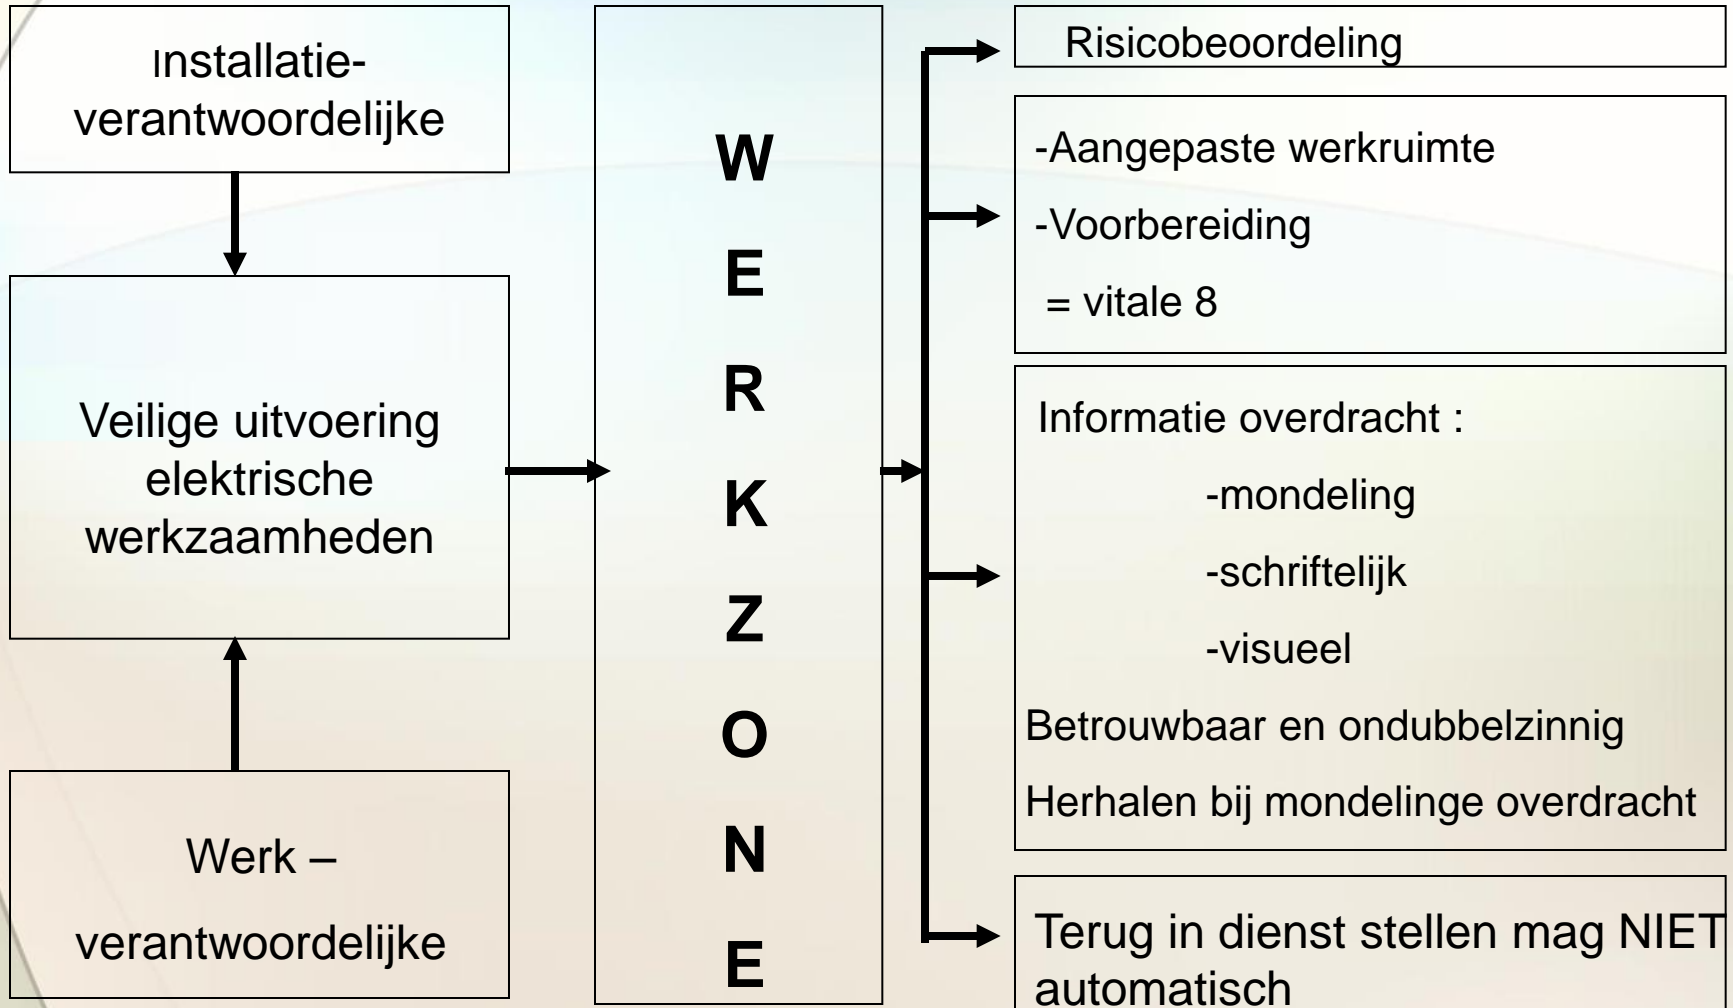 Installatie-
verantwoordelijke
Veilige uitvoering
elektrische
werkzaamheden
Werk –
verantwoordelijke
W
E
R
K
Z
O
N
E
Risicobeoordeling
-Aangepaste werkruimte
-Voorbereiding
= vitale 8
Informatie overdracht :
-mondeling
-schriftelijk
-visueel
Betrouwbaar en ondubbelzinnig
Herhalen bij mondelinge overdracht
Terug in dienst stellen mag NIET
automatisch